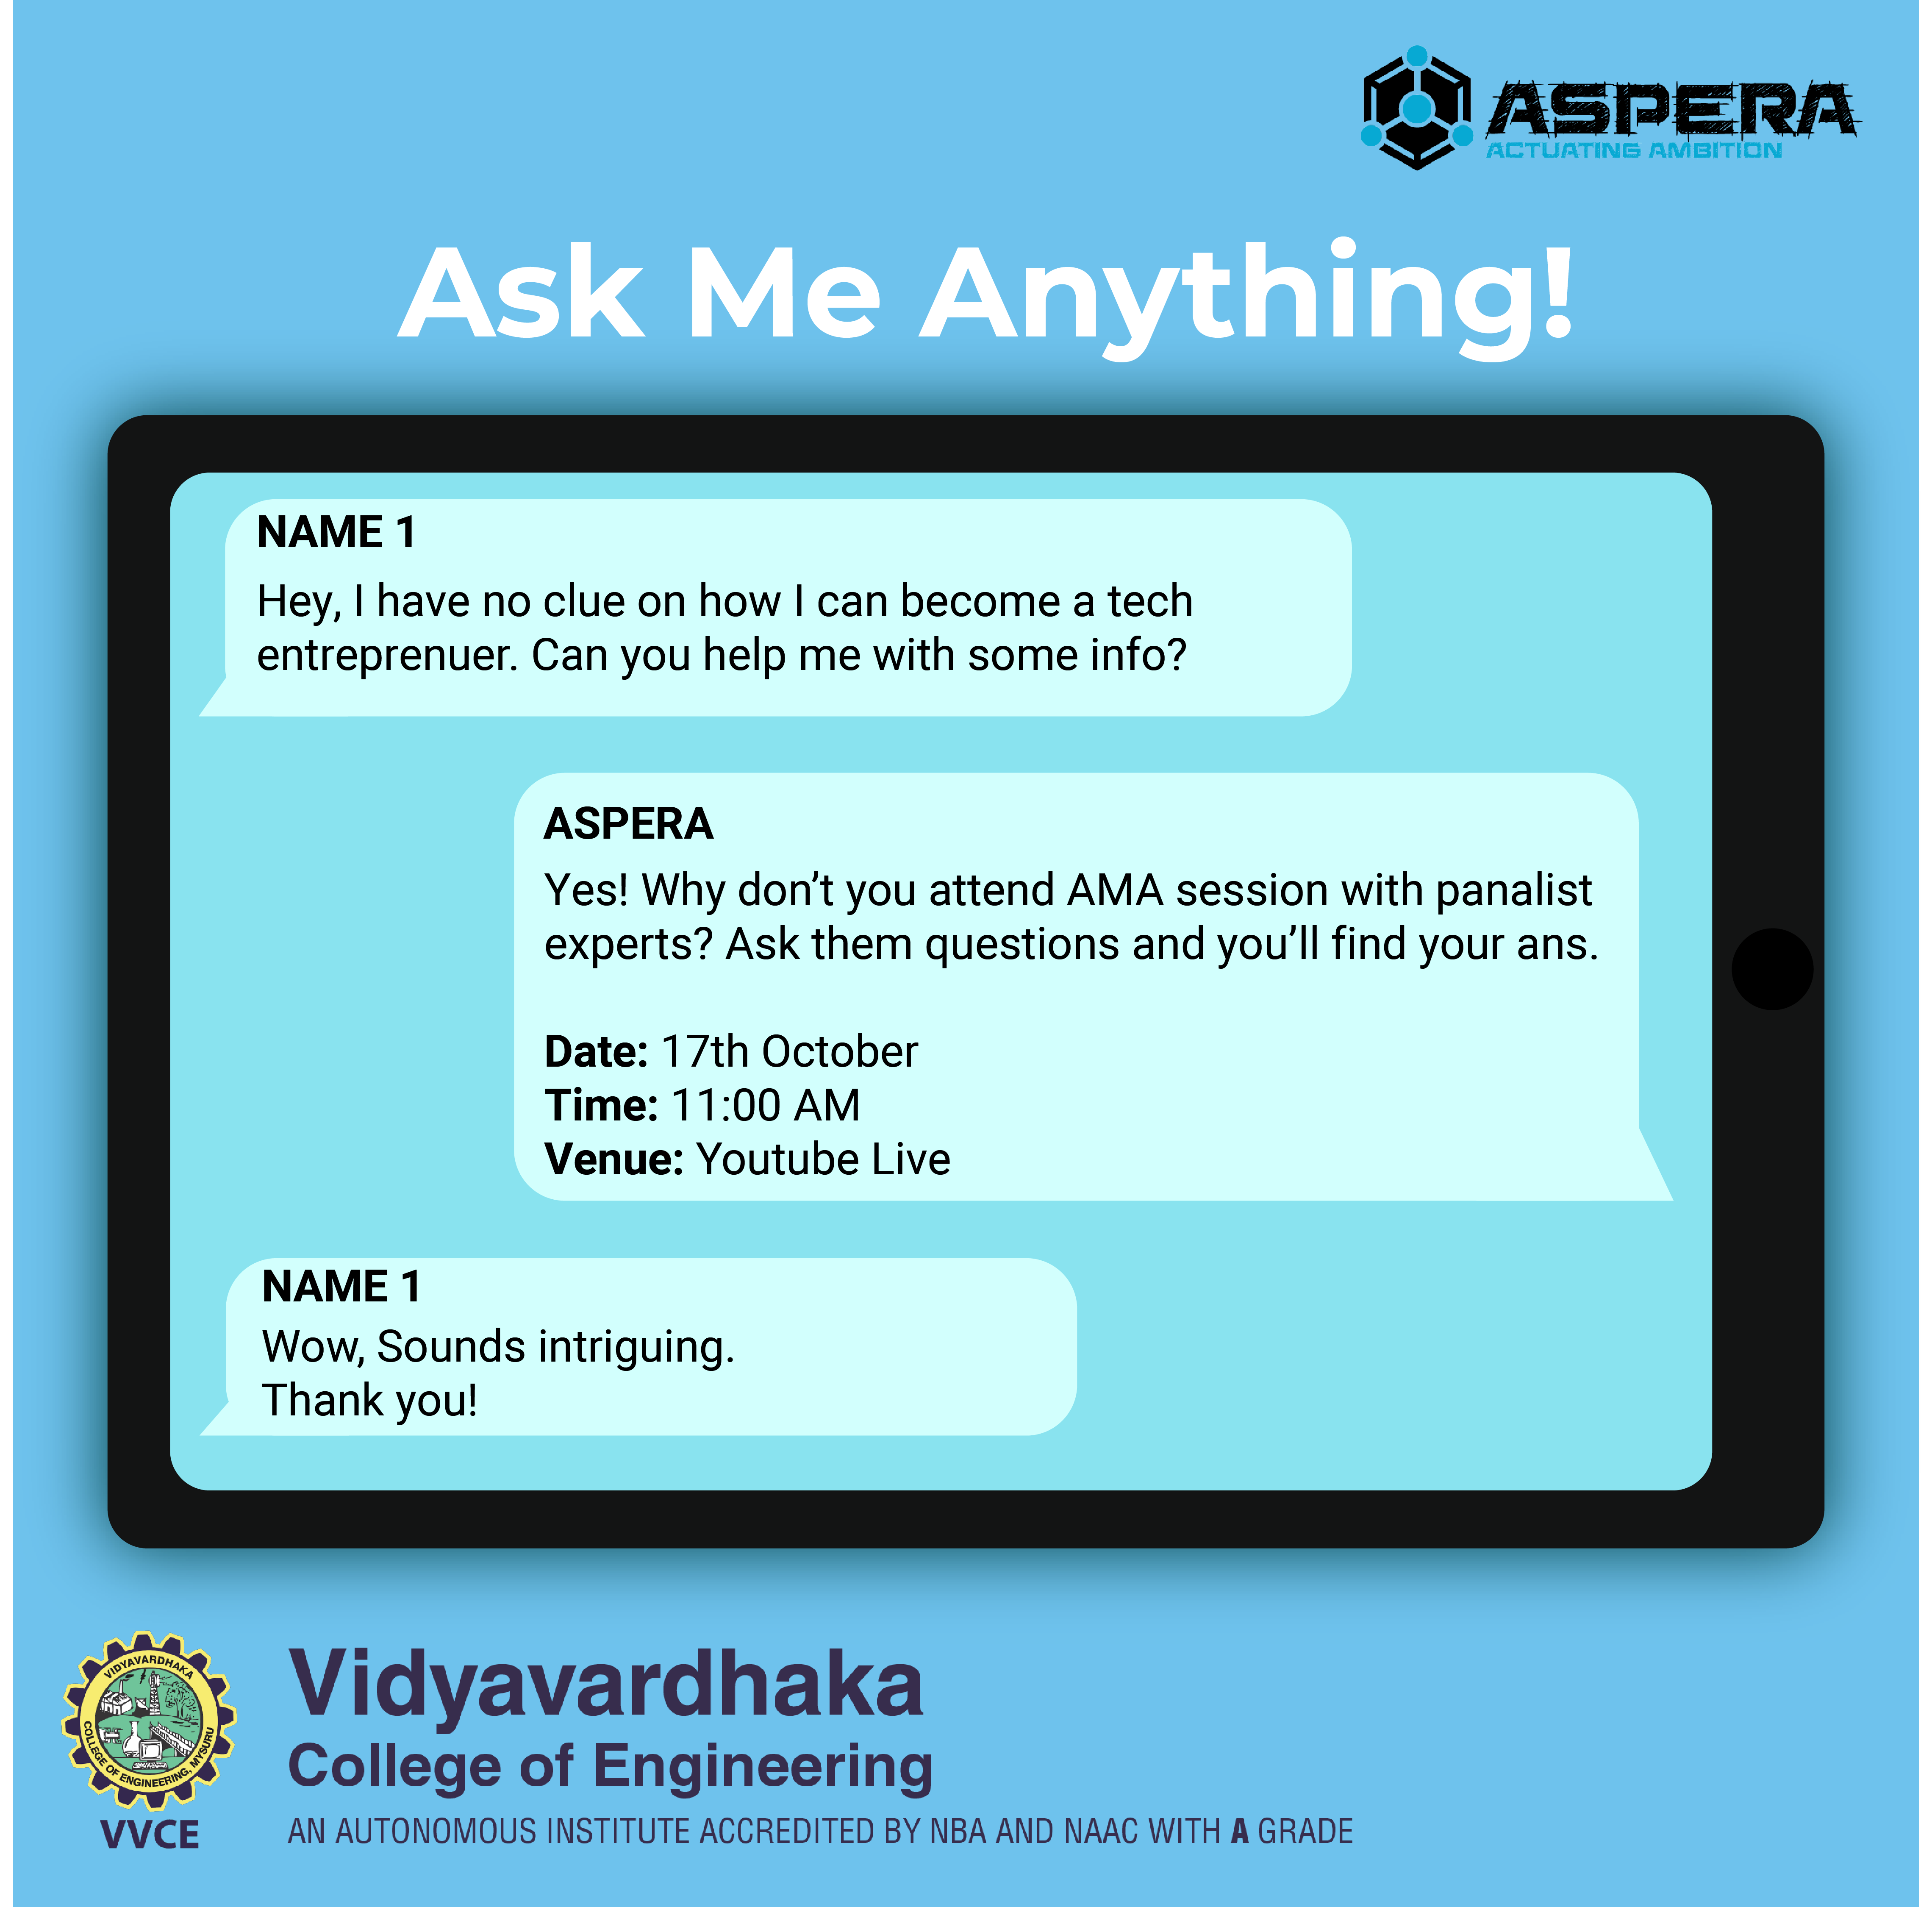 ASPERA
ACTUATING AMBITION
Ask Me Anything!
NAME 1
Hey, I have no clue on how I can become a tech
entreprenuer. Can you help me with some info?
ASPERA
Yes! Why don’t you attend AMA session with panalist
experts? Ask them questions and you’ll find your ans.
Date: 17th October
Time: 11:00 AM
Venue: Youtube Live
NAME 1
Wow, Sounds intriguing.
Thank you!
VIDYAVARDHAKA
COLLEGE OF ENGINEERING, MYSURU
VVCE
Vidyavardhaka
College of Engineering
AN AUTONOMOUS INSTITUTE ACCREDITED BY NBA AND NAAC WITH A GRADE